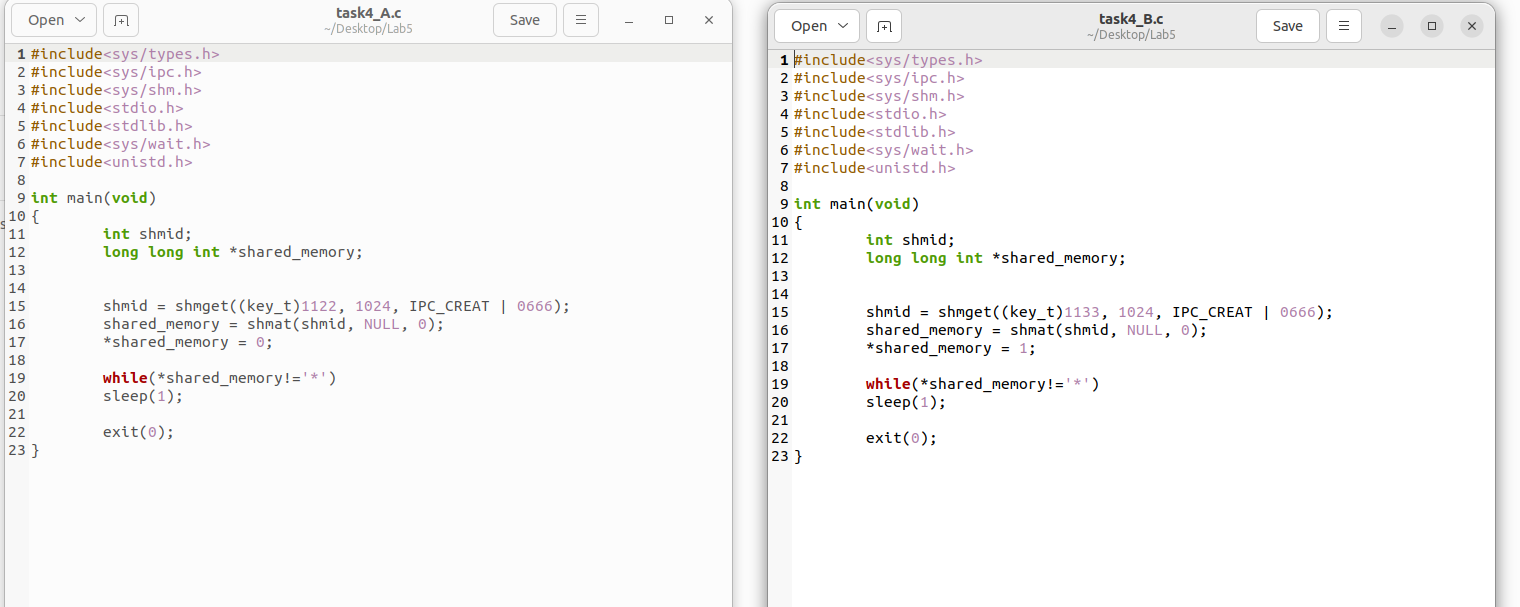 Open
task4_A.c
~/Desktop/Lab5
Save
1 #include<sys/types.h>
2 #include<sys/ipc.h>
3 #include<sys/shm.h>
4 #include<stdio.h>
5 #include<stdlib.h>
6 #include<sys/wait.h>
7 #include<unistd.h>
8
9 int main(void)
10 {
11         int shmid;
12         long long int *shared_memory;
13
14
15         shmid = shmget((key_t)1122, 1024, IPC_CREAT | 0666);
16         shared_memory = shmat(shmid, NULL, 0);
17         *shared_memory = 0;
18
19         while(*shared_memory!='*')
20         sleep(1);
21
22         exit(0);
23 }
Open
task4_B.c
~/Desktop/Lab5
Save
1 #include<sys/types.h>
2 #include<sys/ipc.h>
3 #include<sys/shm.h>
4 #include<stdio.h>
5 #include<stdlib.h>
6 #include<sys/wait.h>
7 #include<unistd.h>
8
9 int main(void)
10 {
11         int shmid;
12         long long int *shared_memory;
13
14
15         shmid = shmget((key_t)1133, 1024, IPC_CREAT | 0666);
16         shared_memory = shmat(shmid, NULL, 0);
17         *shared_memory = 1;
18
19         while(*shared_memory!='*')
20         sleep(1);
21
22         exit(0);
23 }